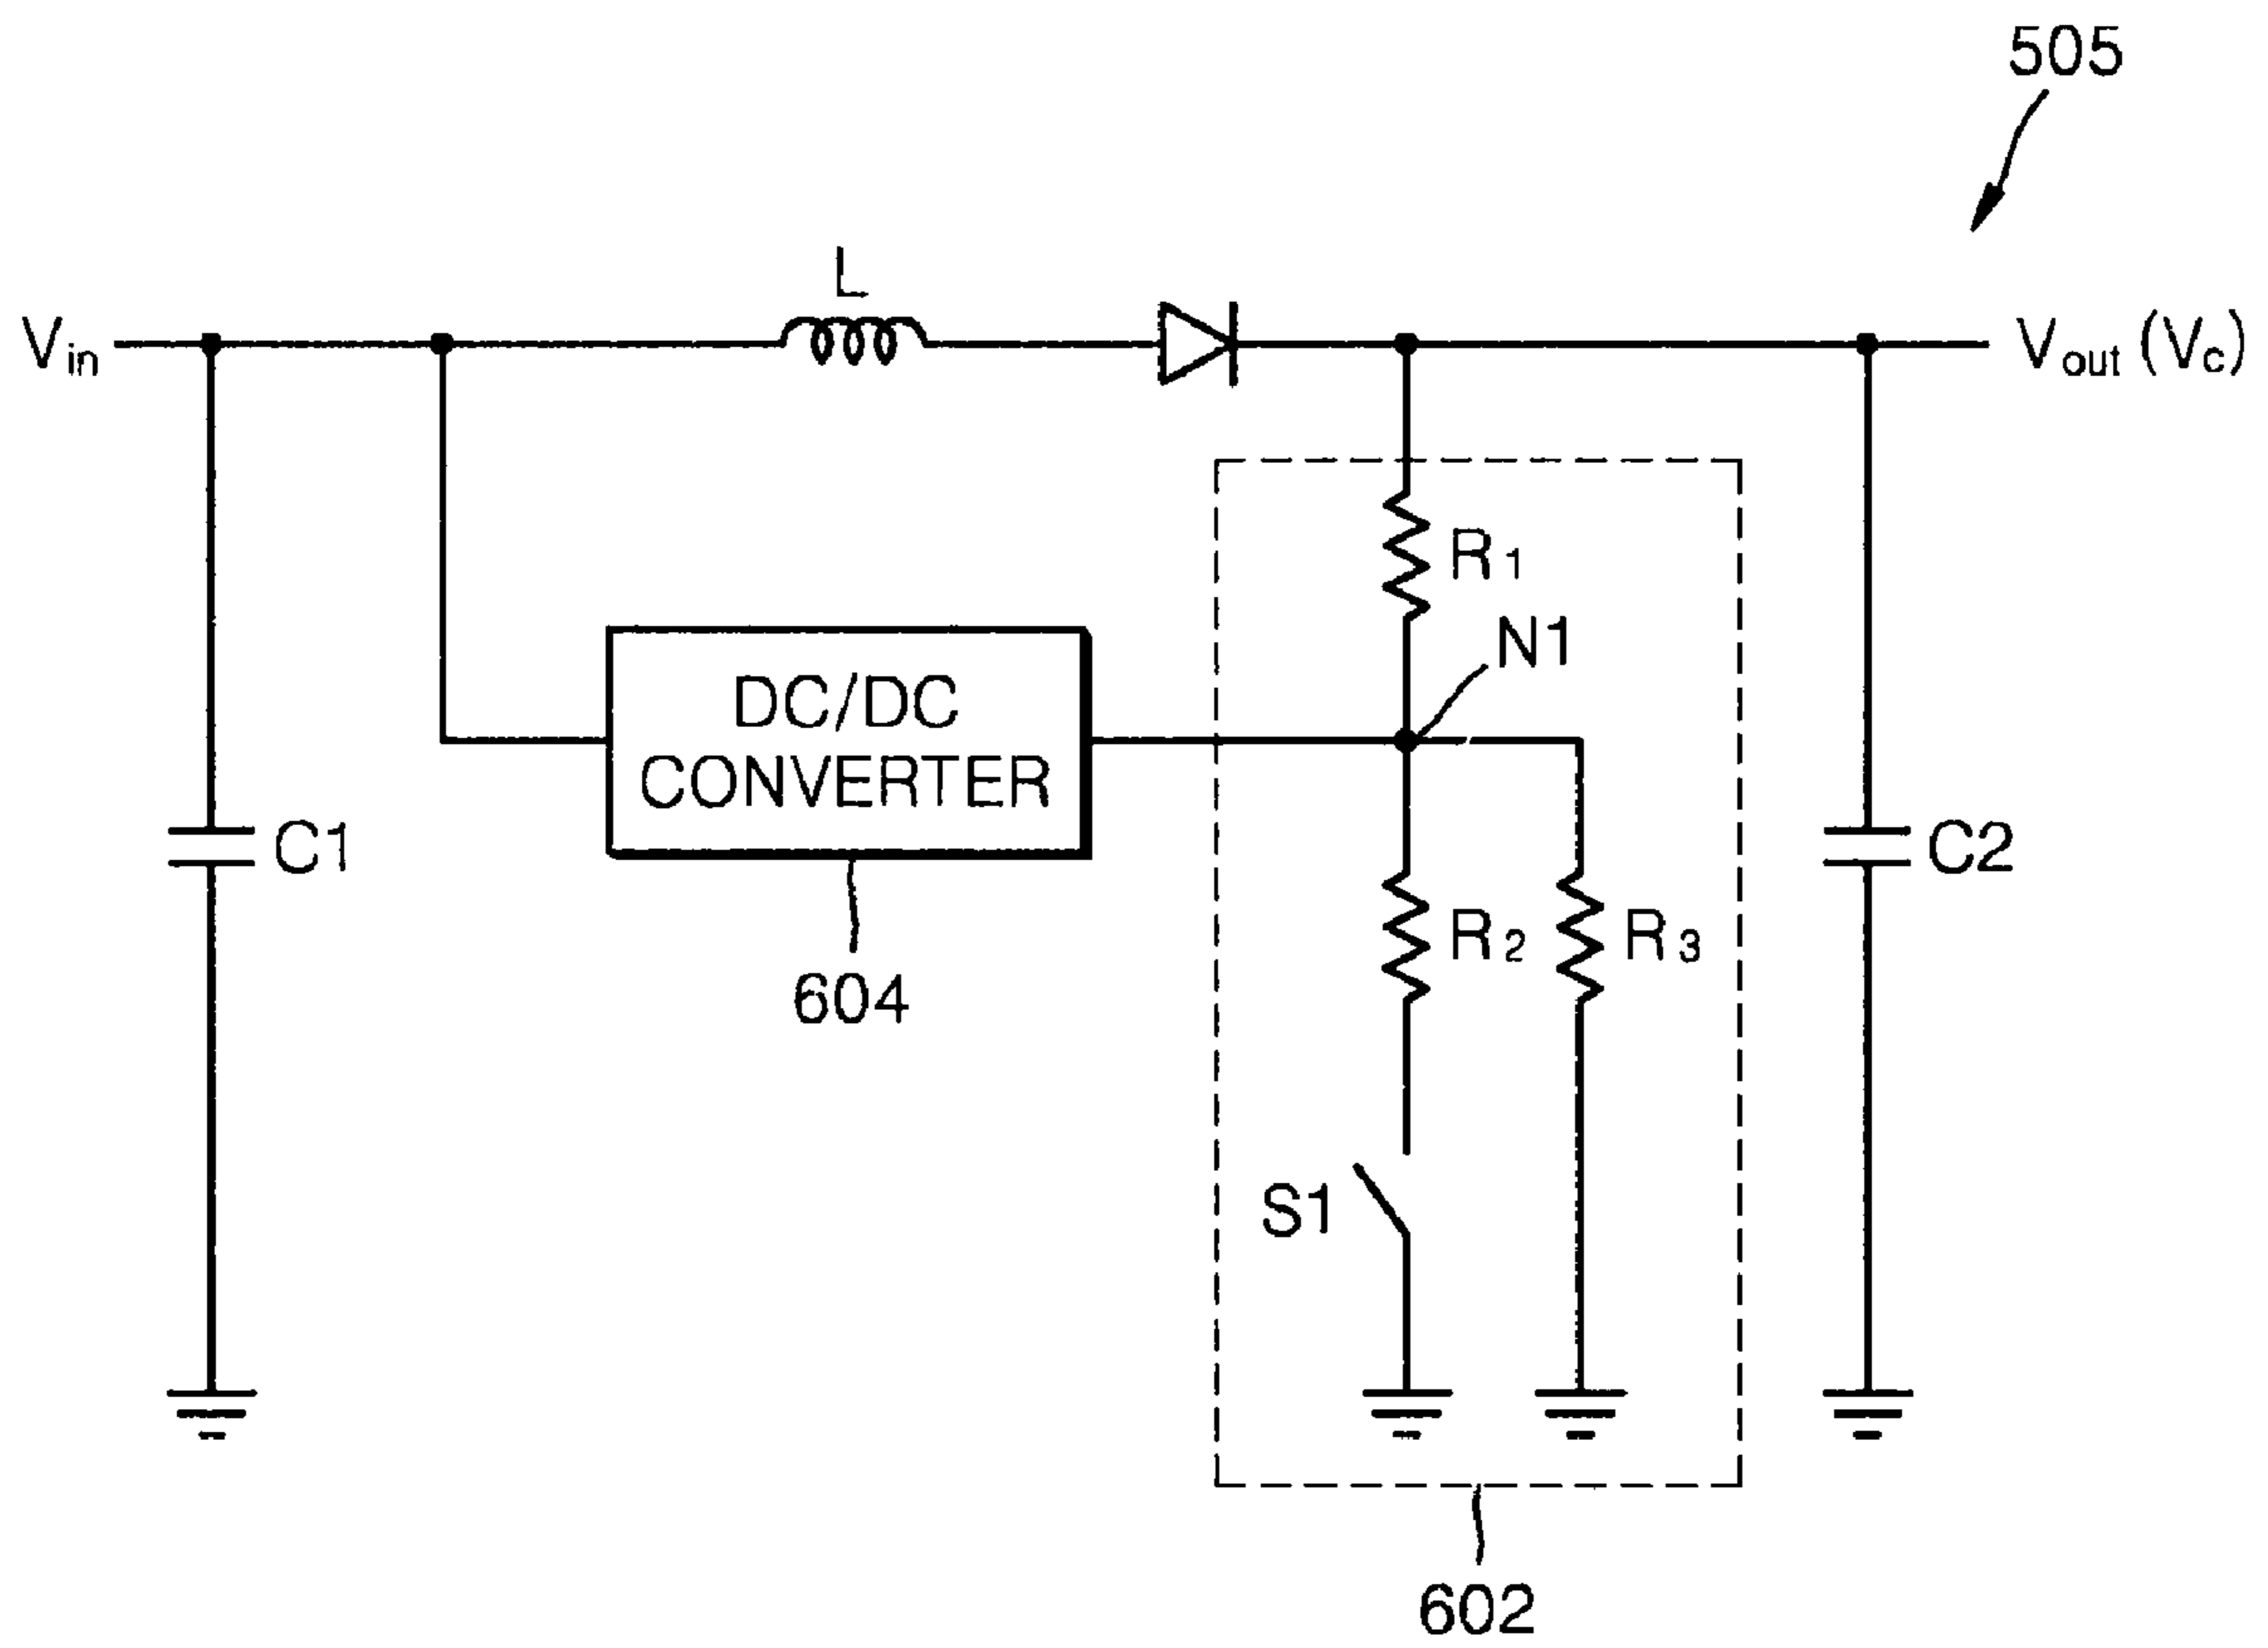 505
L
Vin
Vout (Vc)
R1
N1
DC/DC
CONVERTER
C1
C2
R2
R3
604
S1
602